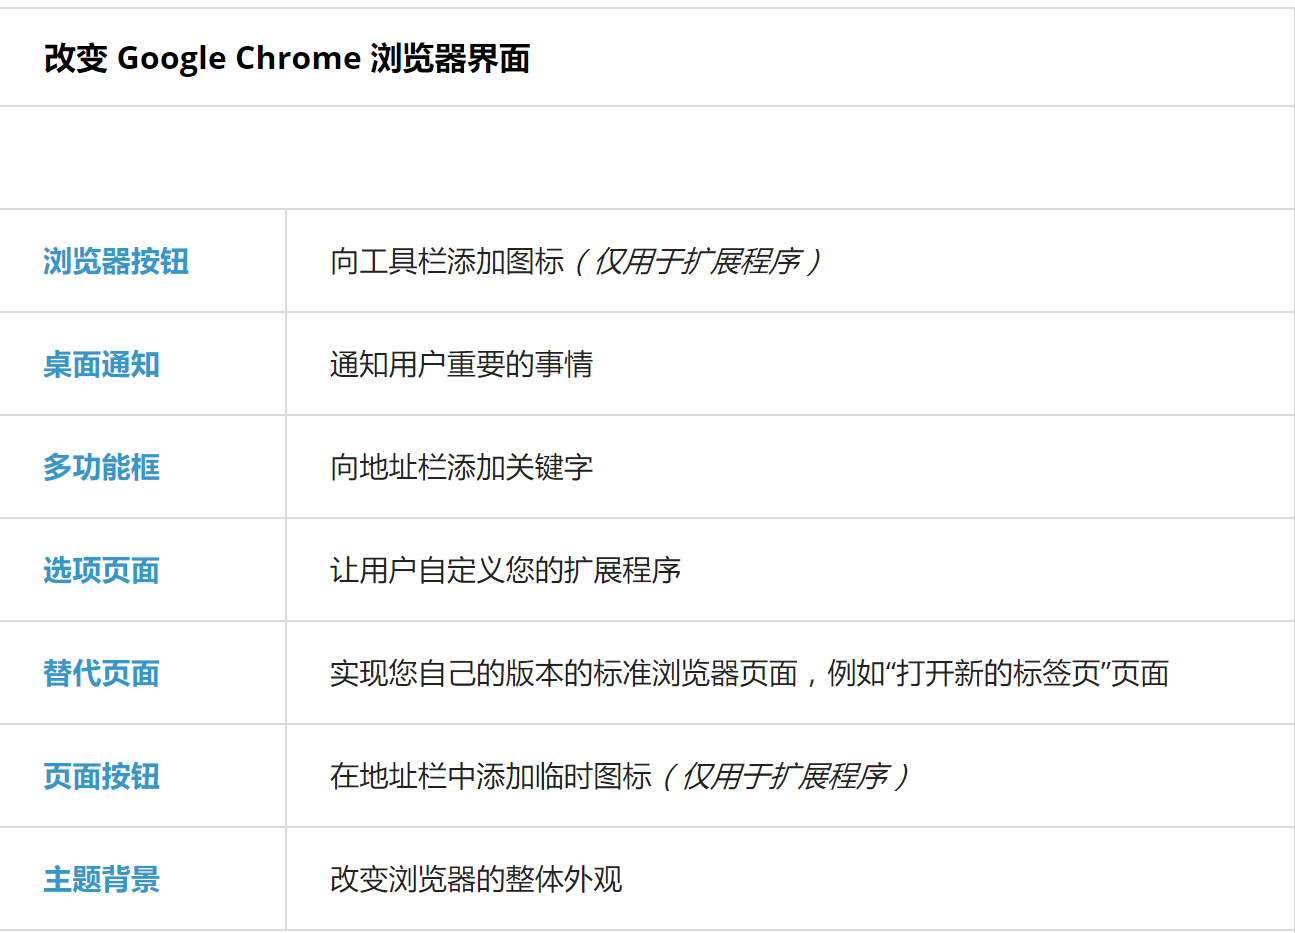 改变 Google Chrome 浏览器界面
浏览器按钮 向工具栏添加图标（仅用于扩展程序）
桌面通知 通知用户重要的事情
多功能框 向地址栏添加关键字
选项页面 让用户自定义您的扩展程序
替代页面 实现您自己的版本的标准浏览器页面，例如“打开新的标签页”页面
页面按钮 在地址栏中添加临时图标（仅用于扩展程序）
主题背景 改变浏览器的整体外观